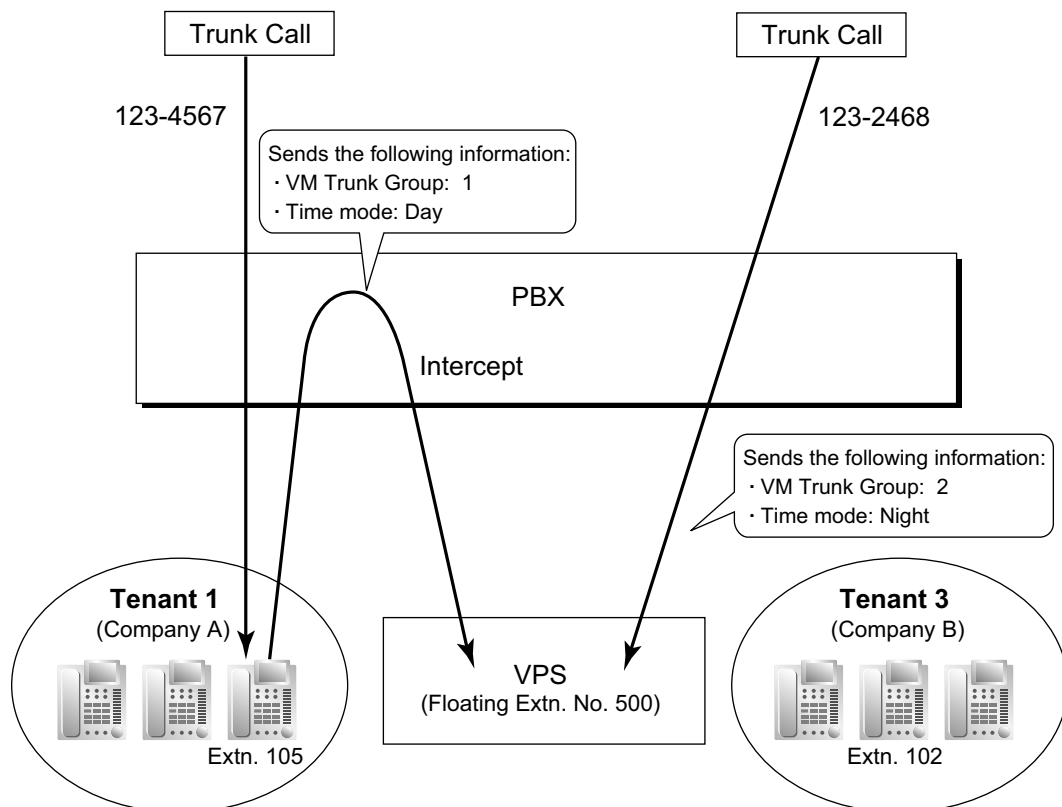 Trunk Call
Trunk Call
123-4567
123-2468
Sends the following information:
· VM Trunk Group: 1
· Time mode: Day
PBX
Intercept
Sends the following information:
· VM Trunk Group: 2
· Time mode: Night
Tenant 1
(Company A)
Extn. 105
VPS
(Floating Extn. No. 500)
Tenant 3
(Company B)
Extn. 102